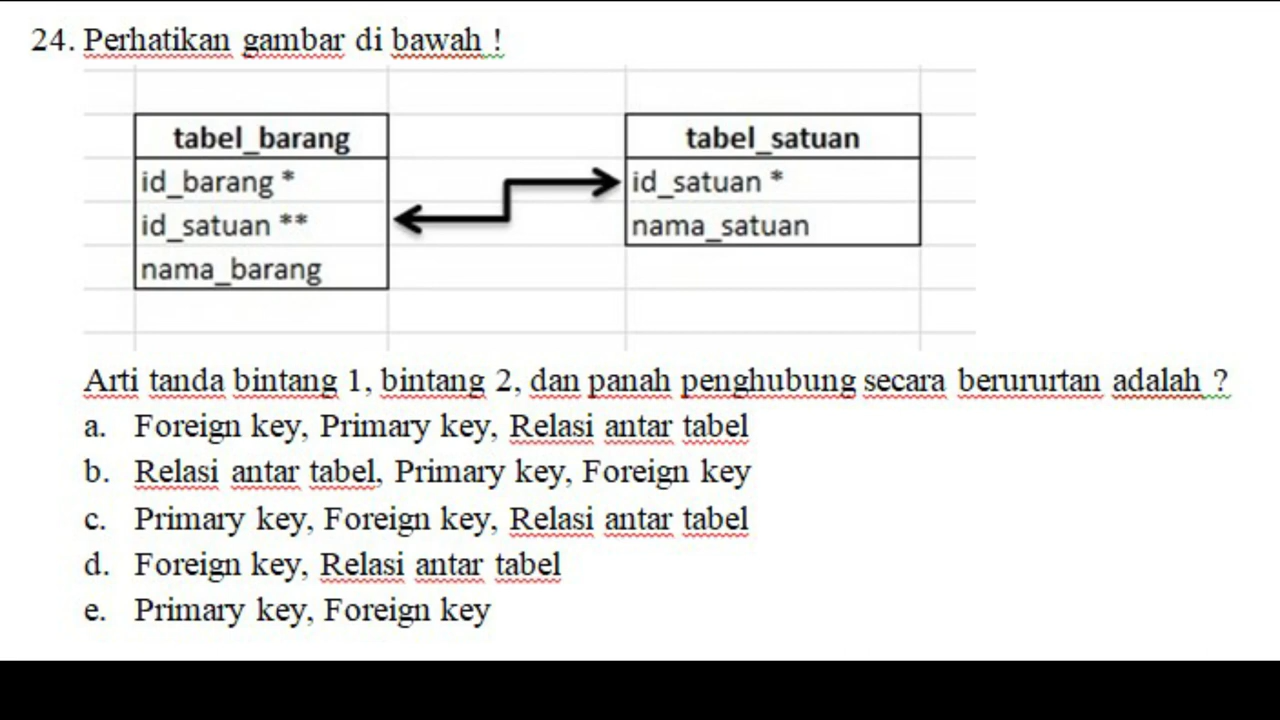 24. Perhatikan gambar di bawah !
tabel_barang
id_barang *
id_satuan **
nama_barang
tabel_satuan
id_satuan *
nama_satuan
Arti tanda bintang 1, bintang 2, dan panah penghubung secara berururtan adalah ?
a. Foreign key, Primary key, Relasi antar tabel
b. Relasi antar tabel, Primary key, Foreign key
c. Primary key, Foreign key, Relasi antar tabel
d. Foreign key, Relasi antar tabel
e. Primary key, Foreign key